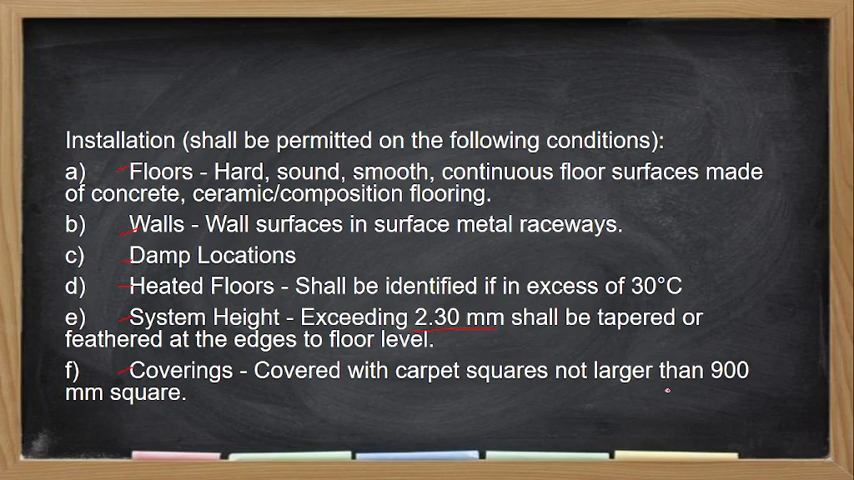 Installation (shall be permitted on the following conditions):
a) Floors - Hard, sound, smooth, continuous floor surfaces made
of concrete, ceramic/composition flooring.
b) Walls - Wall surfaces in surface metal raceways.
c) Damp Locations
d) Heated Floors - Shall be identified if in excess of 30°C
e) System Height - Exceeding 2.30 mm shall be tapered or
feathered at the edges to floor level.
f) Coverings - Covered with carpet squares not larger than 900
mm square.